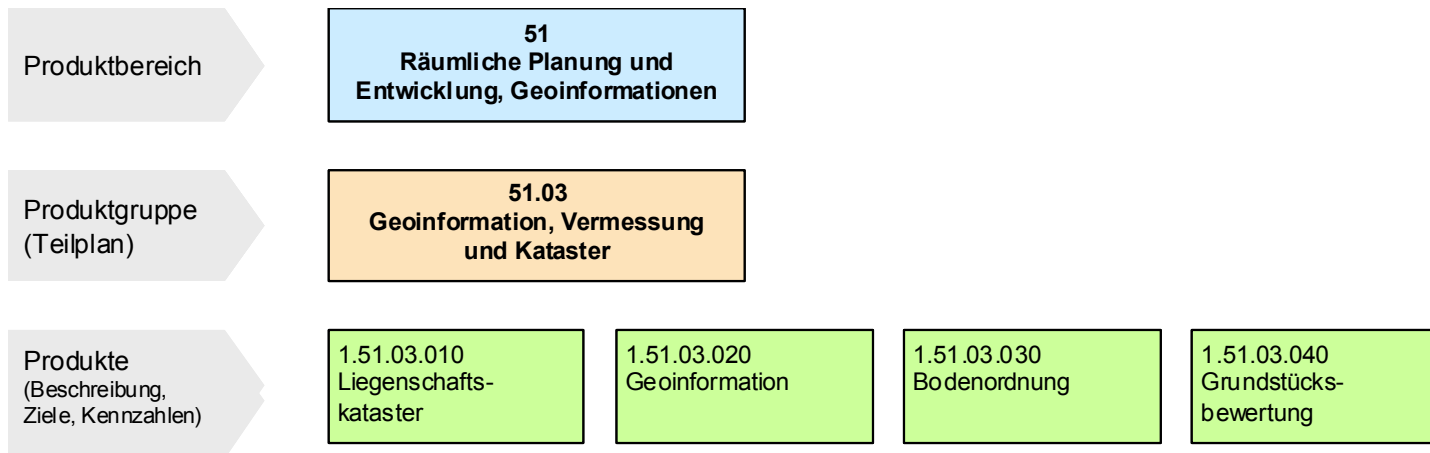 Produktbereich
51
Räumliche Planung und
Entwicklung, Geoinformationen
Produktgruppe
(Teilplan)
51.03
Geoinformation, Vermessung
und Kataster
Produkte
(Beschreibung,
Ziele, Kennzahlen)
1.51.03.010
Liegenschafts-
kataster
1.51.03.020
Geoinformation
1.51.03.030
Bodenordnung
1.51.03.040
Grundstücks-
bewertung